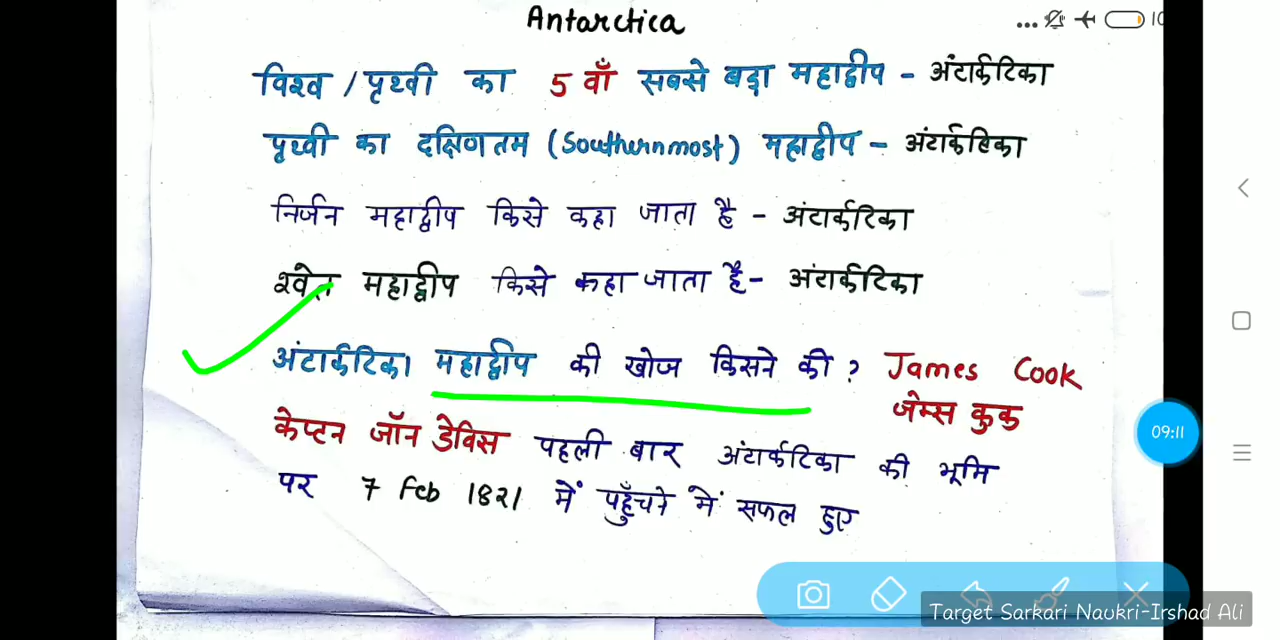 Antarctica
... 10
विश्व / पृथ्वी का 5 वाँ सबसे बड़ा महाद्वीप - अंटार्कटिका
पृथ्वी का दक्षिणतम (Southernmost) महाद्वीप - अंटार्कटिका
निर्जन महाद्वीप किसे कहा जाता है - अंटार्कटिका
श्वेत महाद्वीप किसे कहा जाता है- अंटार्कटिका
अंटार्कटिका महाद्वीप की खोज किसने की ? James Cook
जेम्स कुक
केप्टन जॉन डेविस पहली बार अंटार्कटिका की भूमि
पर 7 Feb 1821 में पहुँचने में सफल हुए
09:11
Target Sarkari Naukri-Irshad Ali